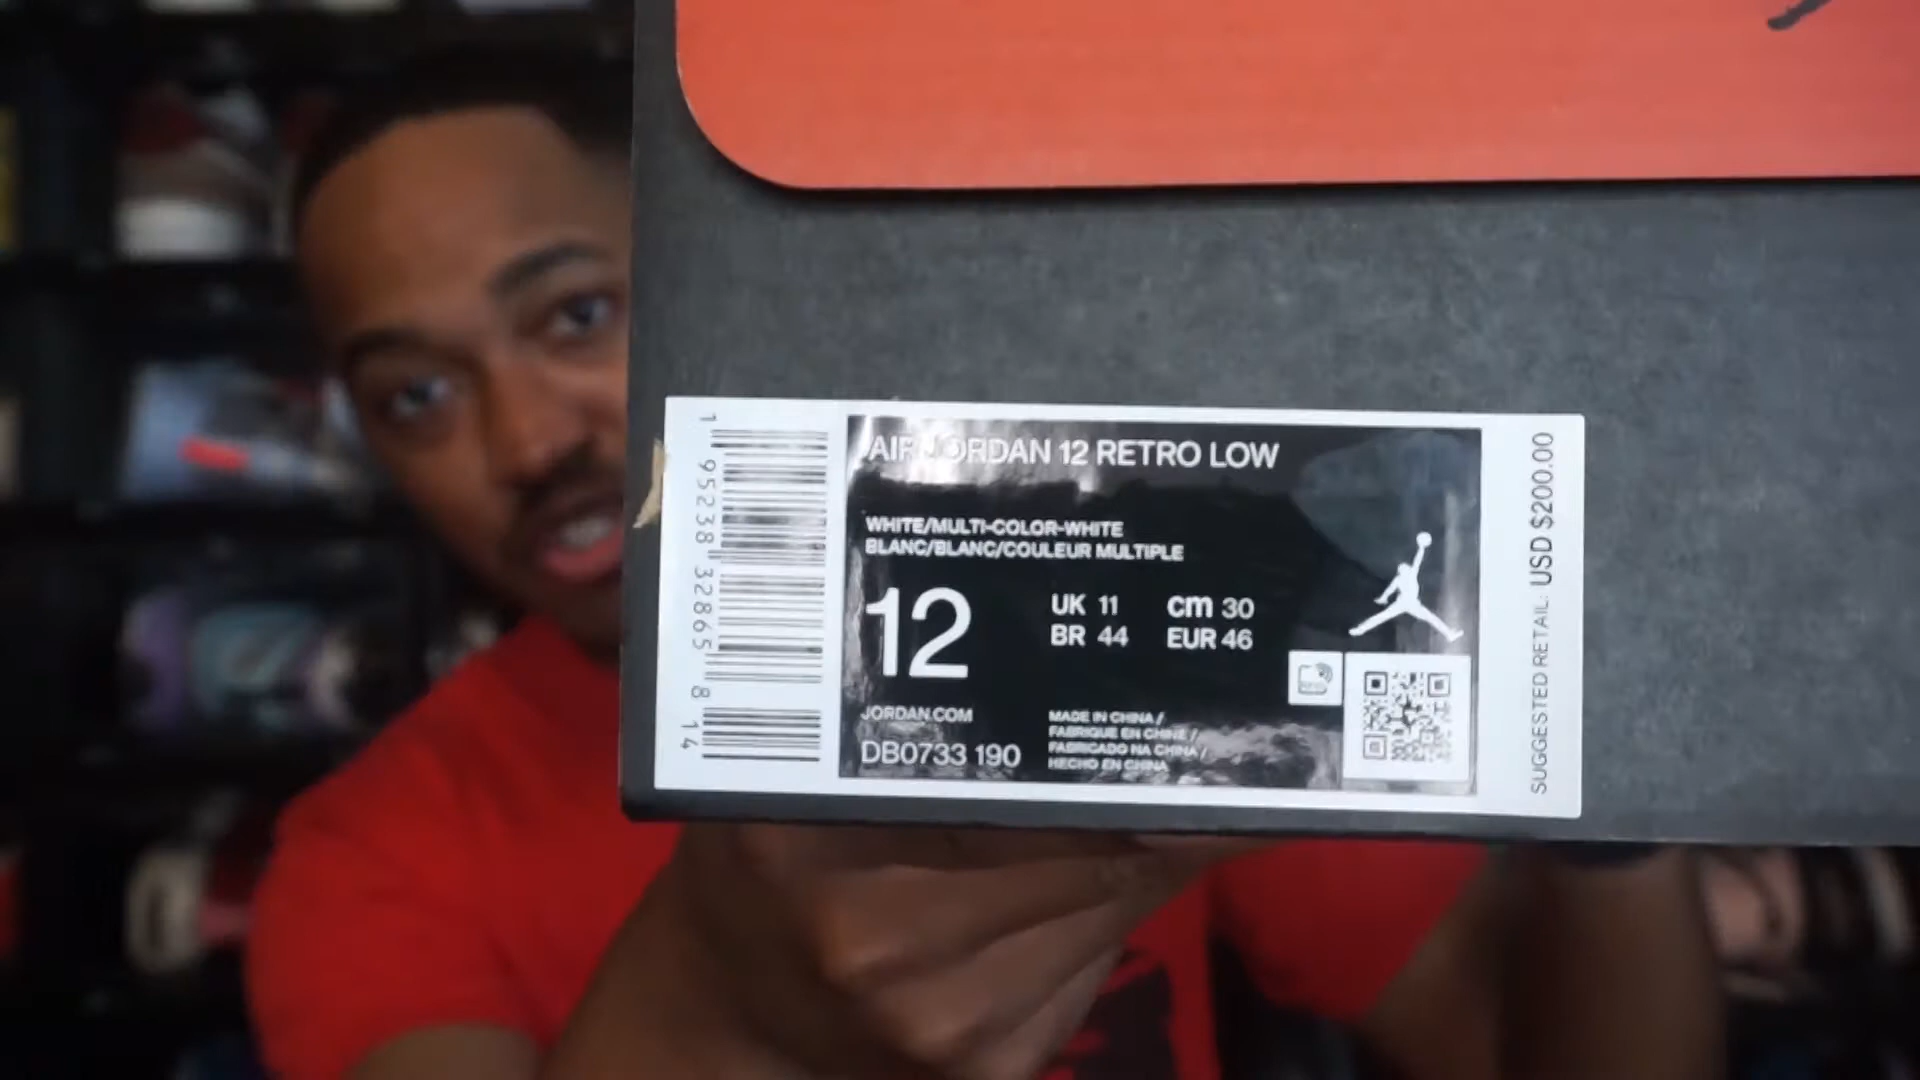 AIR JORDAN 12 RETRO LOW
WHITE/MULTI-COLOR-WHITE
BLANC/BLANC/COULEUR MULTIPLE
12
UK 11
cm 30
BR 44
EUR 46
JORDAN.COM
DB0733 190
MADE IN CHINA /
FABRIQUE EN CHINE /
FABRICADO NA CHINA /
HECHO EN CHINA
1 95238 32865 8 14
SUGGESTED RETAIL: USD $200.00